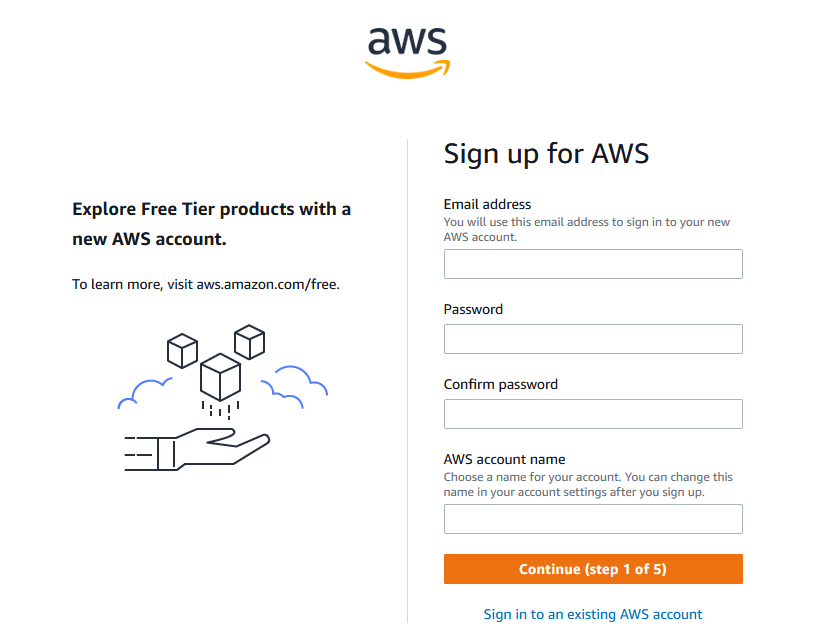 aws
Explore Free Tier products with a
new AWS account.
To learn more, visit aws.amazon.com/free.
Sign up for AWS
Email address
You will use this email address to sign in to your new
AWS account.
Password
Confirm password
AWS account name
Choose a name for your account. You can change this
name in your account settings after you sign up.
Continue (step 1 of 5)
Sign in to an existing AWS account